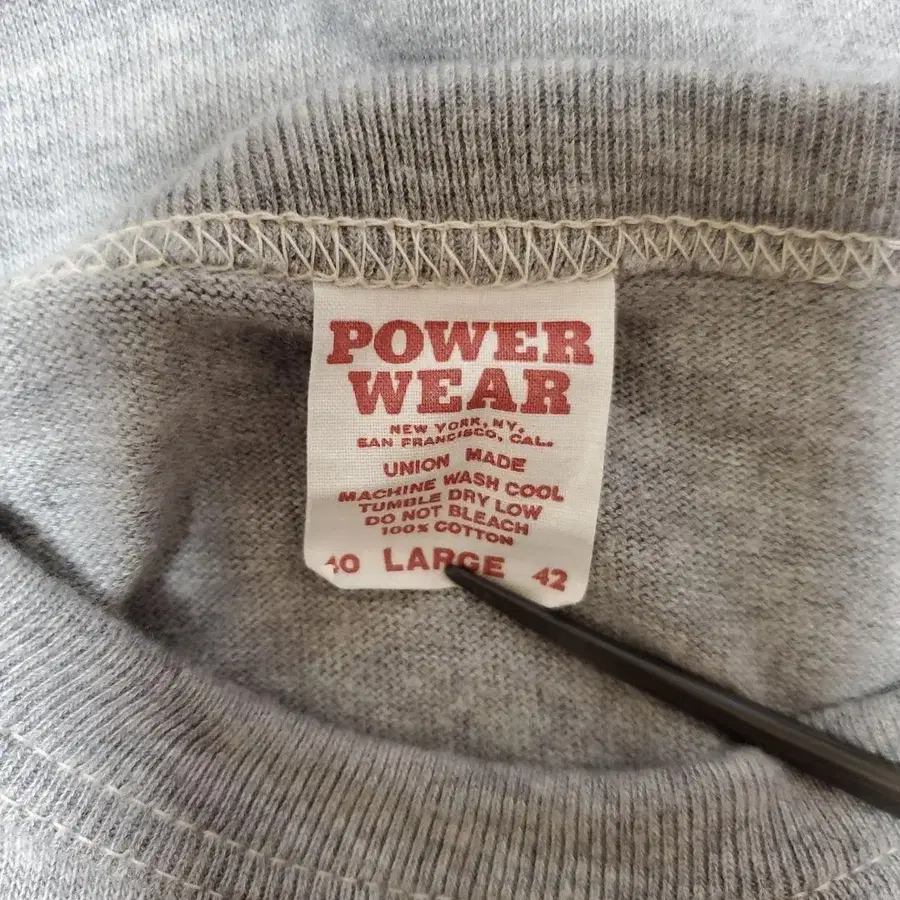 POWER
WEAR
NEW YORK, NY.
SAN FRANCISCO, CAL.
UNION MADE
MACHINE WASH COOL
TUMBLE DRY LOW
DO NOT BLEACH
100% COTTON
40 LARGE 42